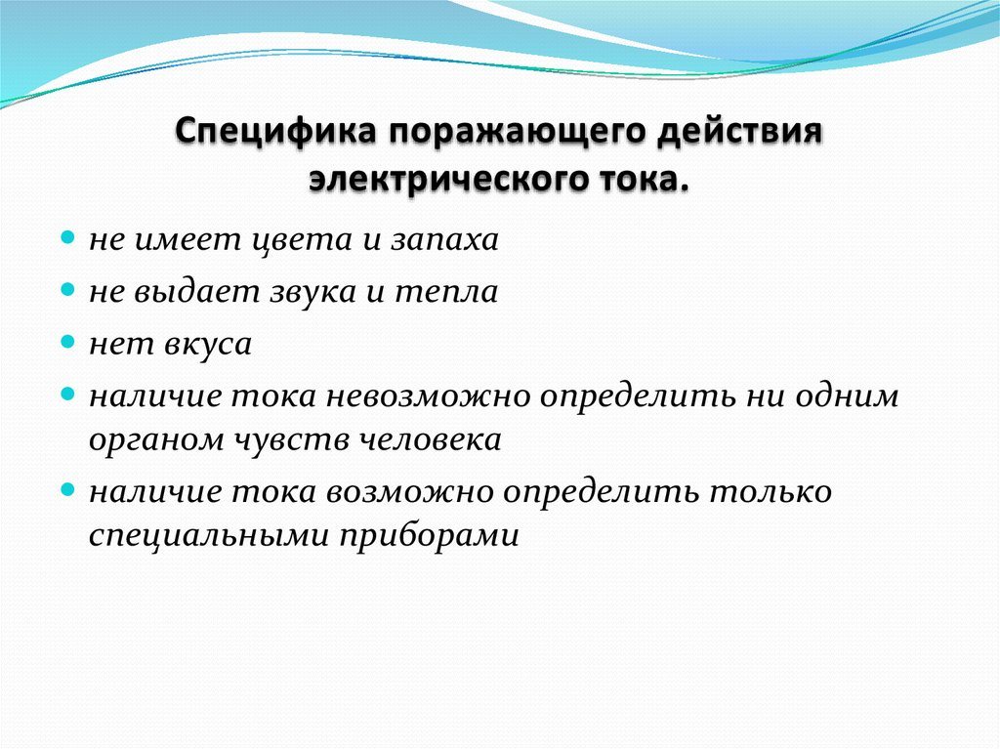 Специфика поражающего действия
электрического тока.
не имеет цвета и запаха
не выдает звука и тепла
нет вкуса
наличие тока невозможно определить ни одним
органом чувств человека
наличие тока возможно определить только
специальными приборами